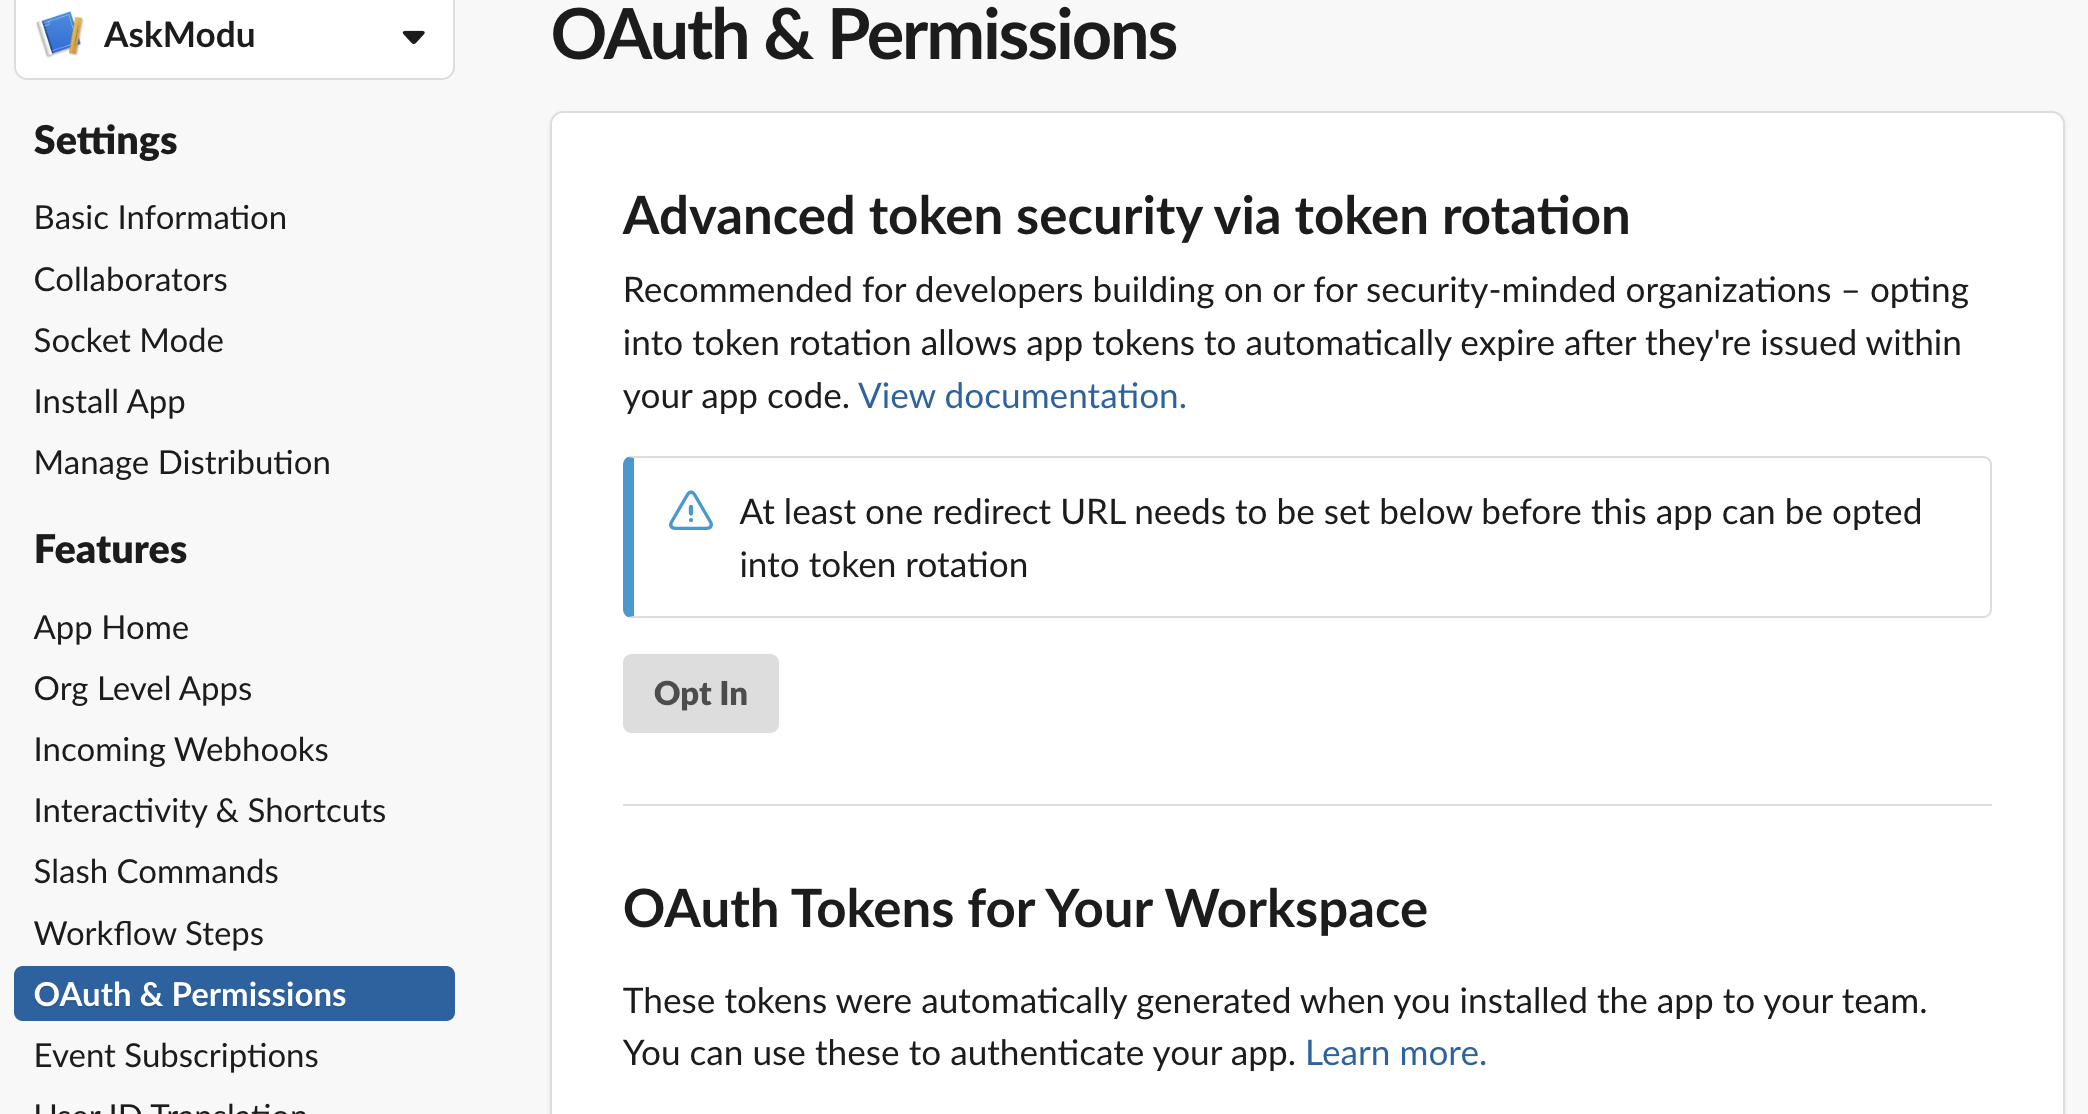 AskModu
Settings
Basic Information
Collaborators
Socket Mode
Install App
Manage Distribution
Features
App Home
Org Level Apps
Incoming Webhooks
Interactivity & Shortcuts
Slash Commands
Workflow Steps
OAuth & Permissions
Event Subscriptions
User ID Translation
OAuth & Permissions
Advanced token security via token rotation
Recommended for developers building on or for security-minded organizations – opting
into token rotation allows app tokens to automatically expire after they're issued within
your app code. View documentation.
At least one redirect URL needs to be set below before this app can be opted
into token rotation
Opt In
OAuth Tokens for Your Workspace
These tokens were automatically generated when you installed the app to your team.
You can use these to authenticate your app. Learn more.